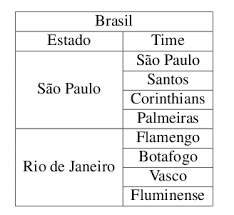 Brasil
Estado Time
São Paulo
São Paulo
Santos
Corinthians
Palmeiras
Rio de Janeiro
Flamengo
Botafogo
Vasco
Fluminense